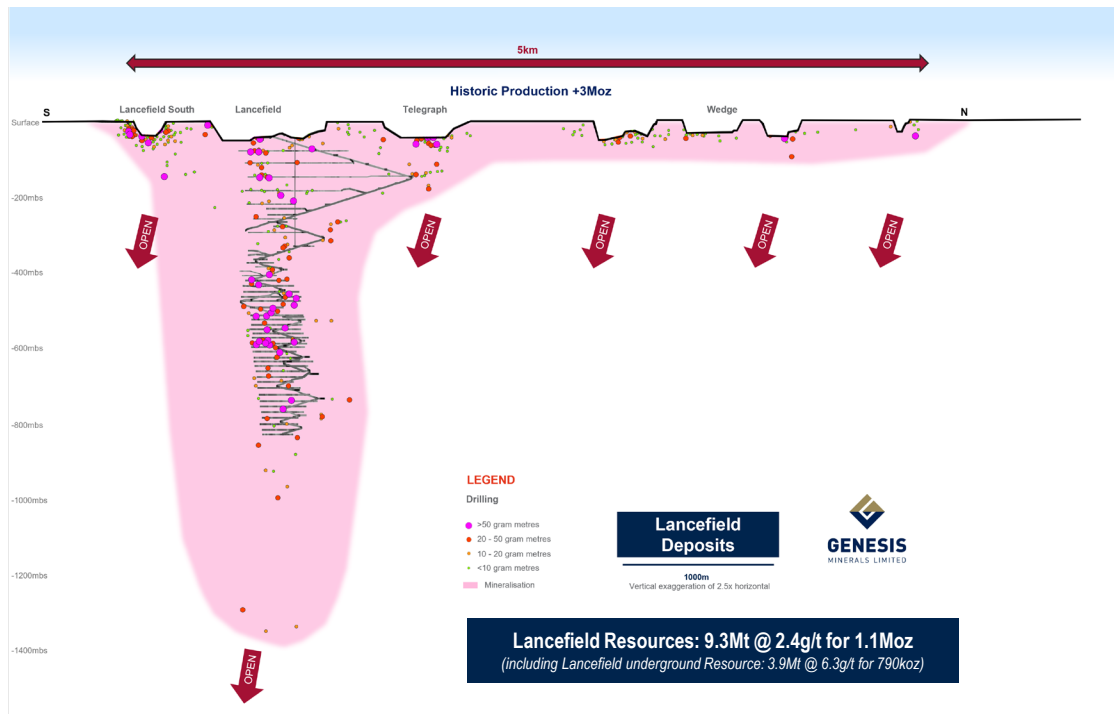 5km
Historic Production +3Moz
S
Lancefield South
Lancefield
Telegraph
Wedge
N
Surface
-200mbs
OPEN
OPEN
OPEN
OPEN
OPEN
-400mbs
-600mbs
-800mbs
-1000mbs
-1200mbs
-1400mbs
OPEN
LEGEND
Drilling
>50 gram metres
20 - 50 gram metres
10 - 20 gram metres
<10 gram metres
Mineralisation
Lancefield
Deposits
1000m
Vertical exaggeration of 2.5x horizontal
GENESIS
MINERALS LIMITED
Lancefield Resources: 9.3Mt @ 2.4g/t for 1.1Moz
(including Lancefield underground Resource: 3.9Mt @ 6.3g/t for 790koz)